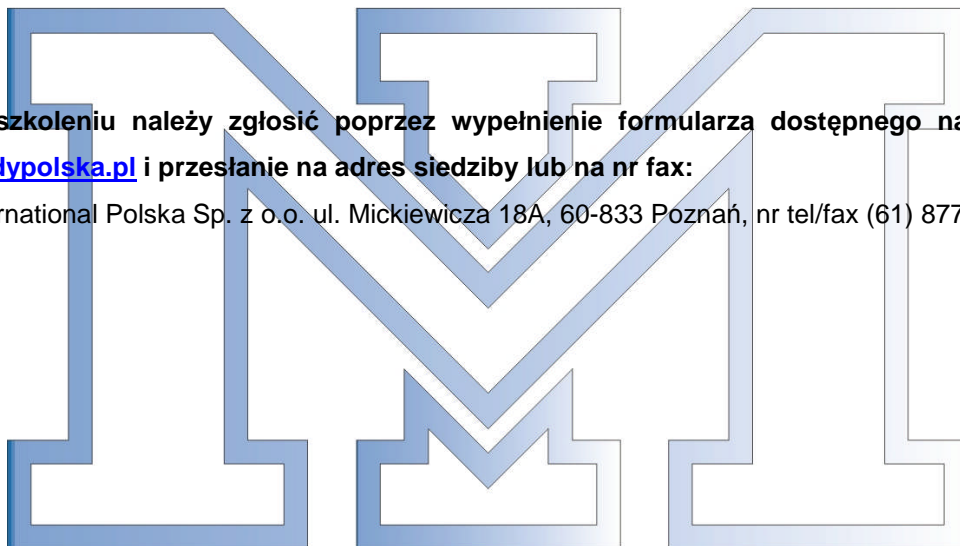 szkoleniu należy zgłosić poprzez wypełnienie formularza dostępnego na
dypolska.pl i przesłanie na adres siedziby lub na nr fax:
rnational Polska Sp. z o.o. ul. Mickiewicza 18A, 60-833 Poznań, nr tel/fax (61) 877